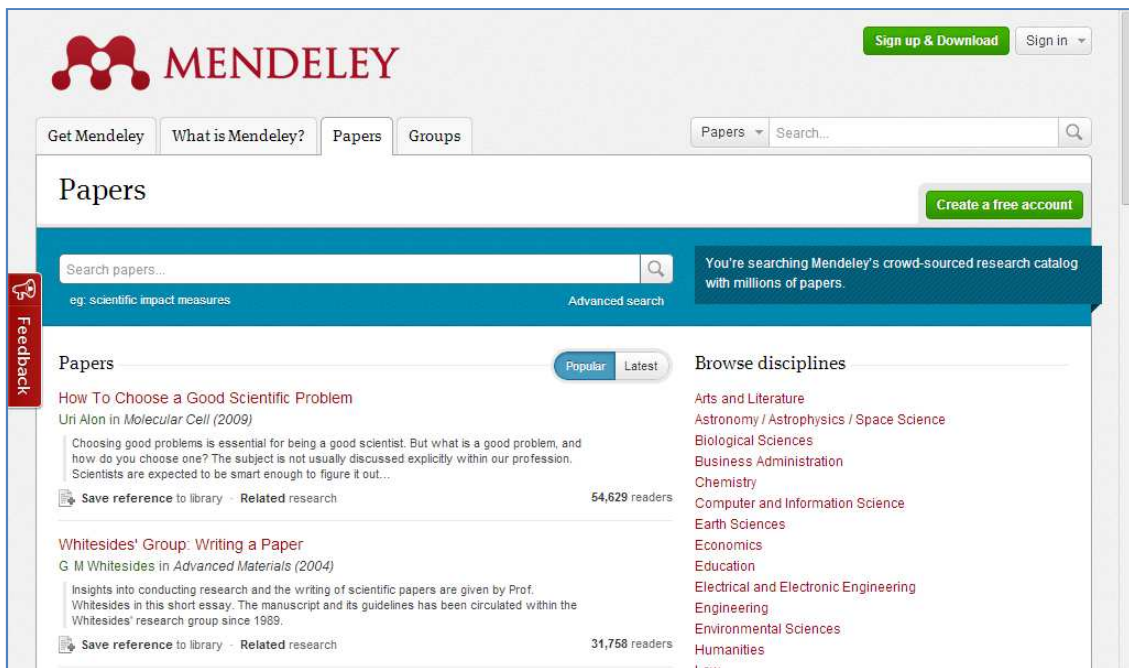 MENDELEY
Sign up & Download
Sign in
Get Mendeley
What is Mendeley?
Papers
Groups
Papers
Search...
Papers
Create a free account
Search papers...
eg: scientific impact measures
Advanced search
You're searching Mendeley's crowd-sourced research catalog
with millions of papers.
Feedback
Papers
Popular
Latest
How To Choose a Good Scientific Problem
Uri Alon in Molecular Cell (2009)
Choosing good problems is essential for being a good scientist. But what is a good problem, and
how do you choose one? The subject is not usually discussed explicitly within our profession.
Scientists are expected to be smart enough to figure it out...
Save reference to library · Related research
54,629 readers
Whitesides' Group: Writing a Paper
G M Whitesides in Advanced Materials (2004)
Insights into conducting research and the writing of scientific papers are given by Prof.
Whitesides in this short essay. The manuscript and its guidelines has been circulated within the
Whitesides' research group since 1989.
Save reference to library · Related research
31,758 readers
Browse disciplines
Arts and Literature
Astronomy / Astrophysics / Space Science
Biological Sciences
Business Administration
Chemistry
Computer and Information Science
Earth Sciences
Economics
Education
Electrical and Electronic Engineering
Engineering
Environmental Sciences
Humanities